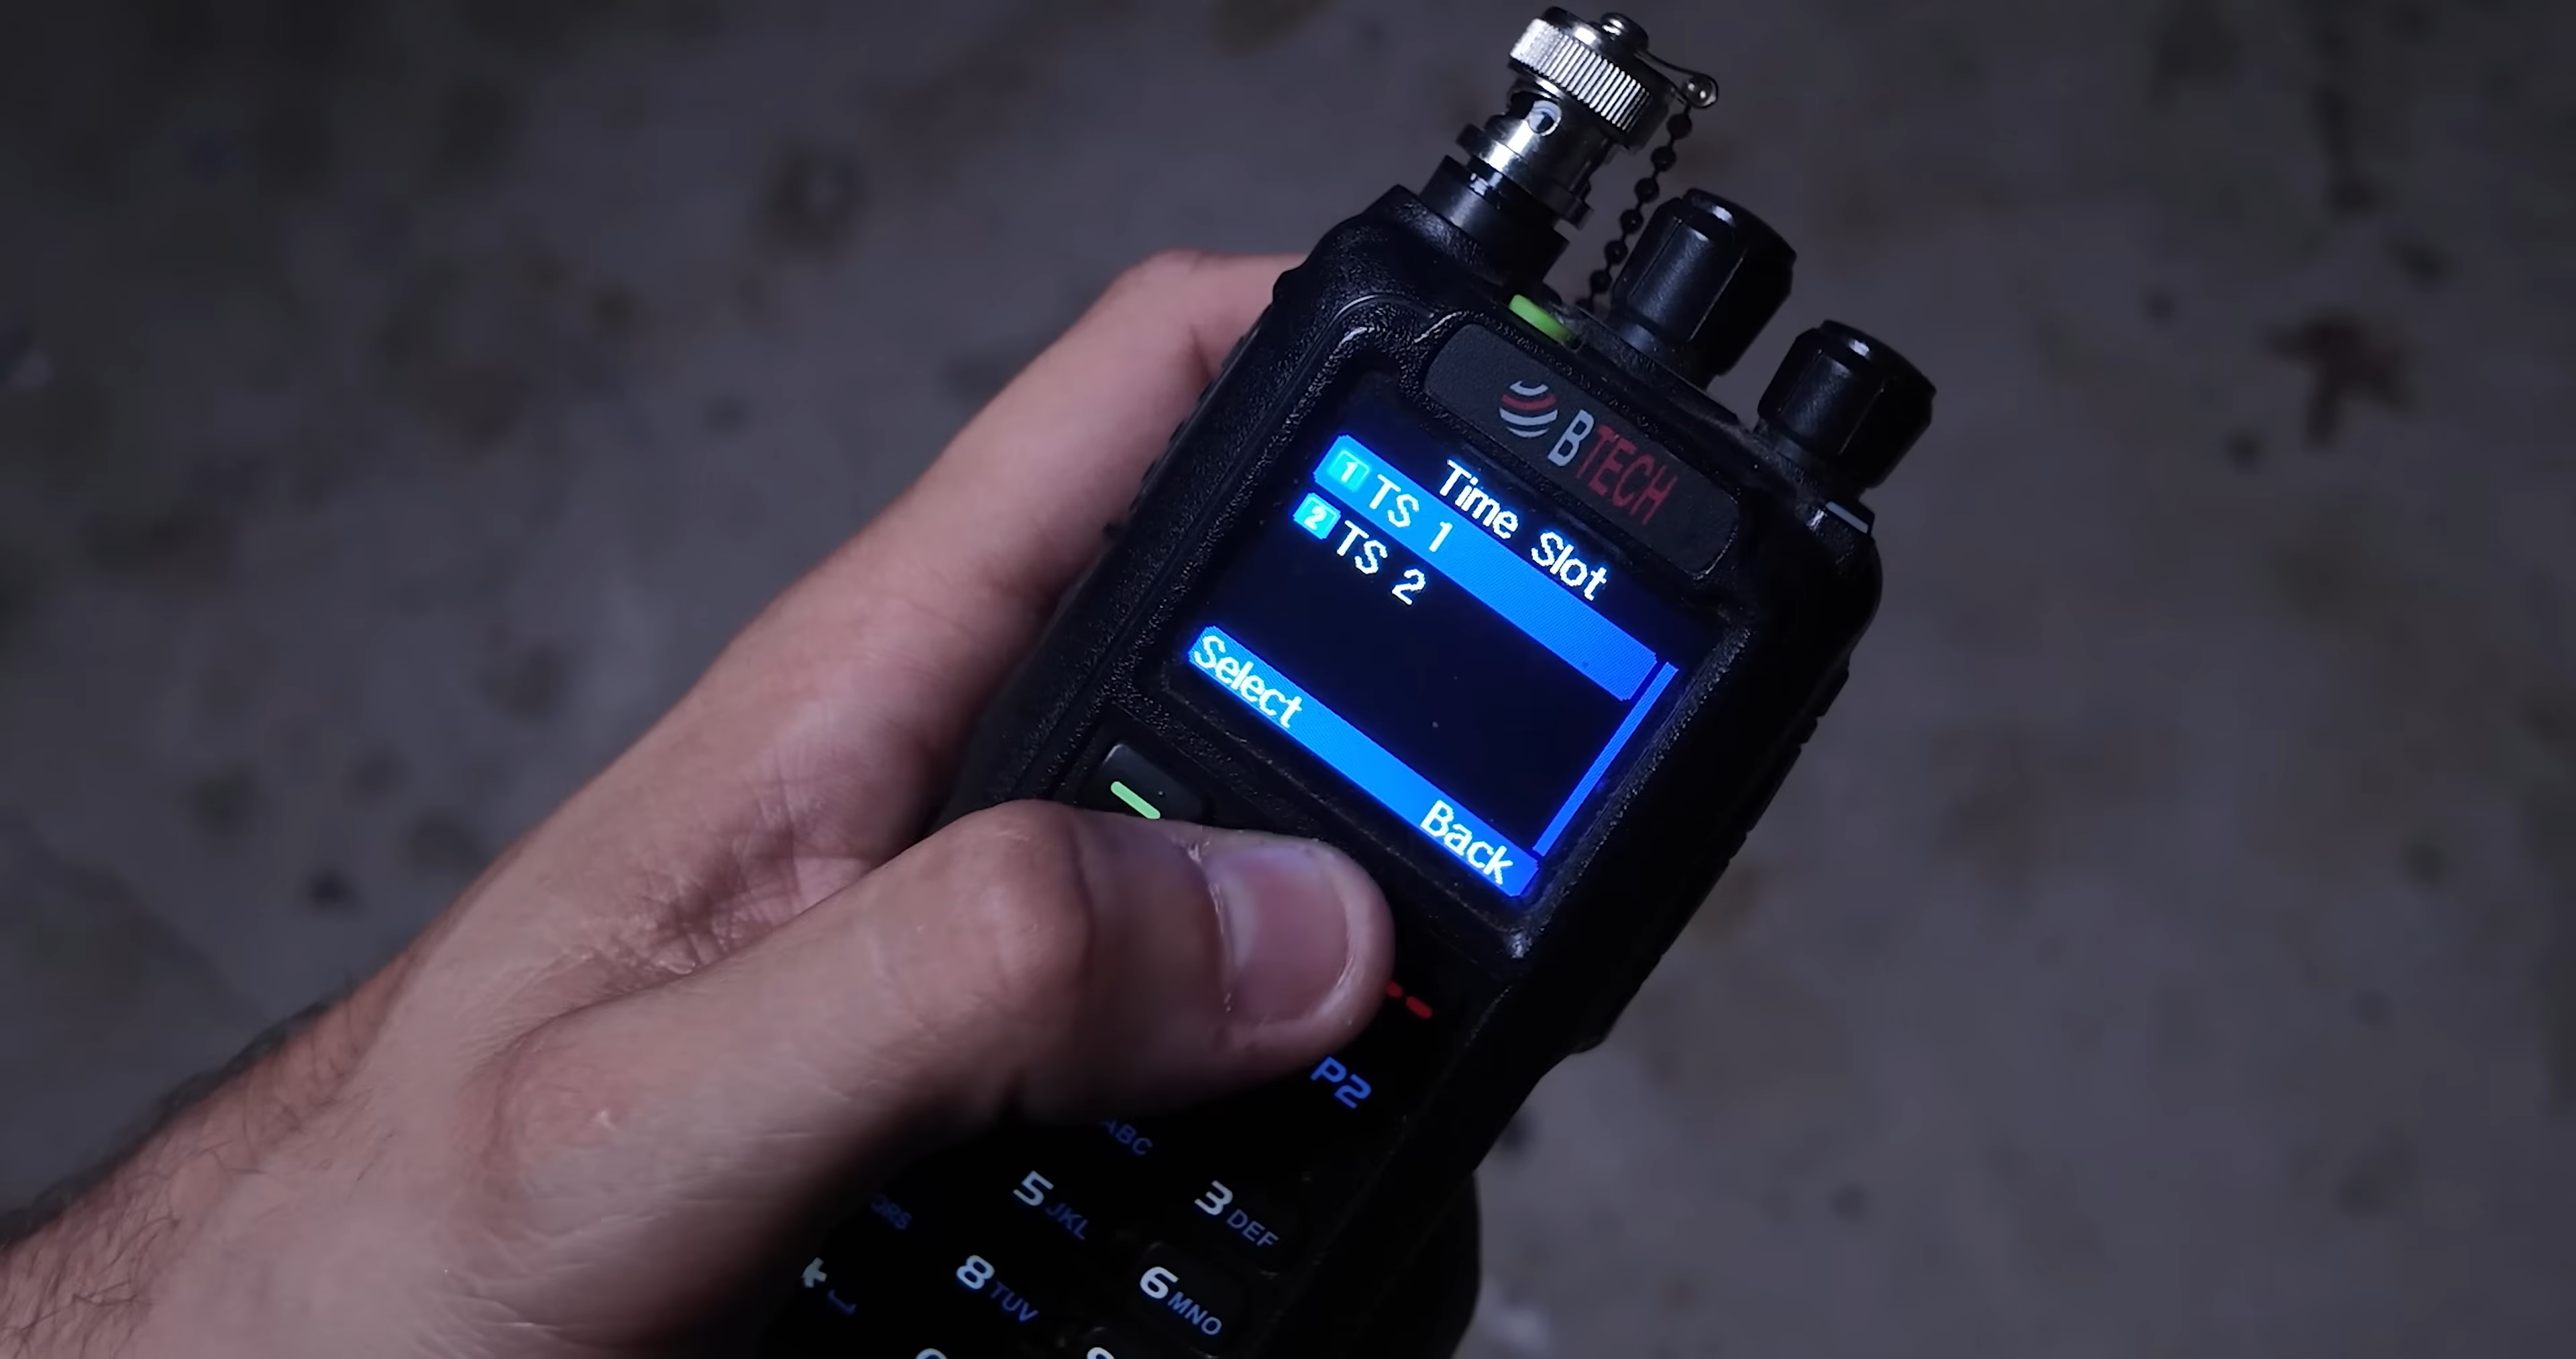 BTECH
Time Slot
1 TS 1
2 TS 2
Select
Back
P2
ABC
3 DEF
5 JKL
6 MNO
8 TUV
*